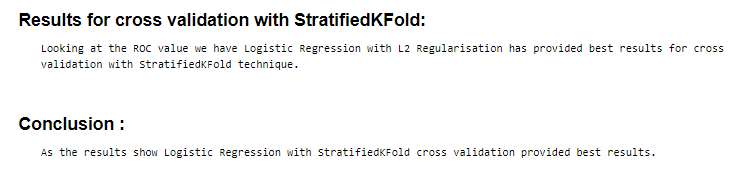 Results for cross validation with StratifiedKFold:
Looking at the ROC value we have Logistic Regression with L2 Regularisation has provided best results for cross
validation with StratifiedKFold technique.
Conclusion :
As the results show Logistic Regression with StratifiedKFold cross validation provided best results.